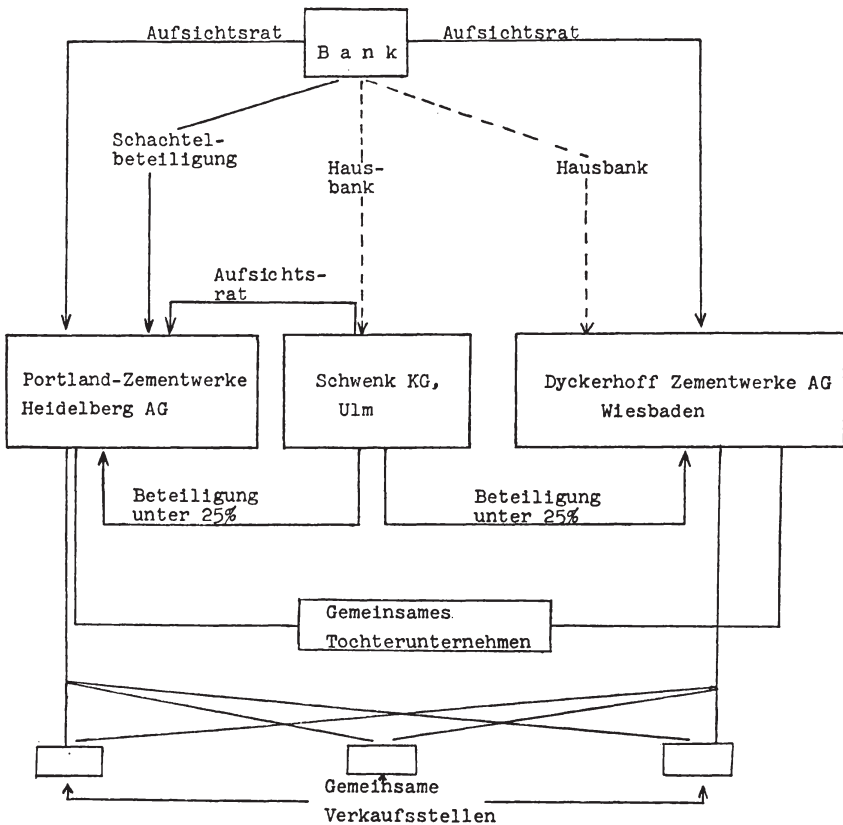 Aufsichtsrat
Aufsichtsrat
B a n k
Schachtel-
beteiligung
Haus-
bank
Hausbank
Aufsichts-
rat
Portland-Zementwerke
Heidelberg AG
Schwenk KG,
Ulm
Dyckerhoff Zementwerke AG
Wiesbaden
Beteiligung
unter 25%
Beteiligung
unter 25%
Gemeinsames
Tochterunternehmen
Gemeinsame
Verkaufsstellen